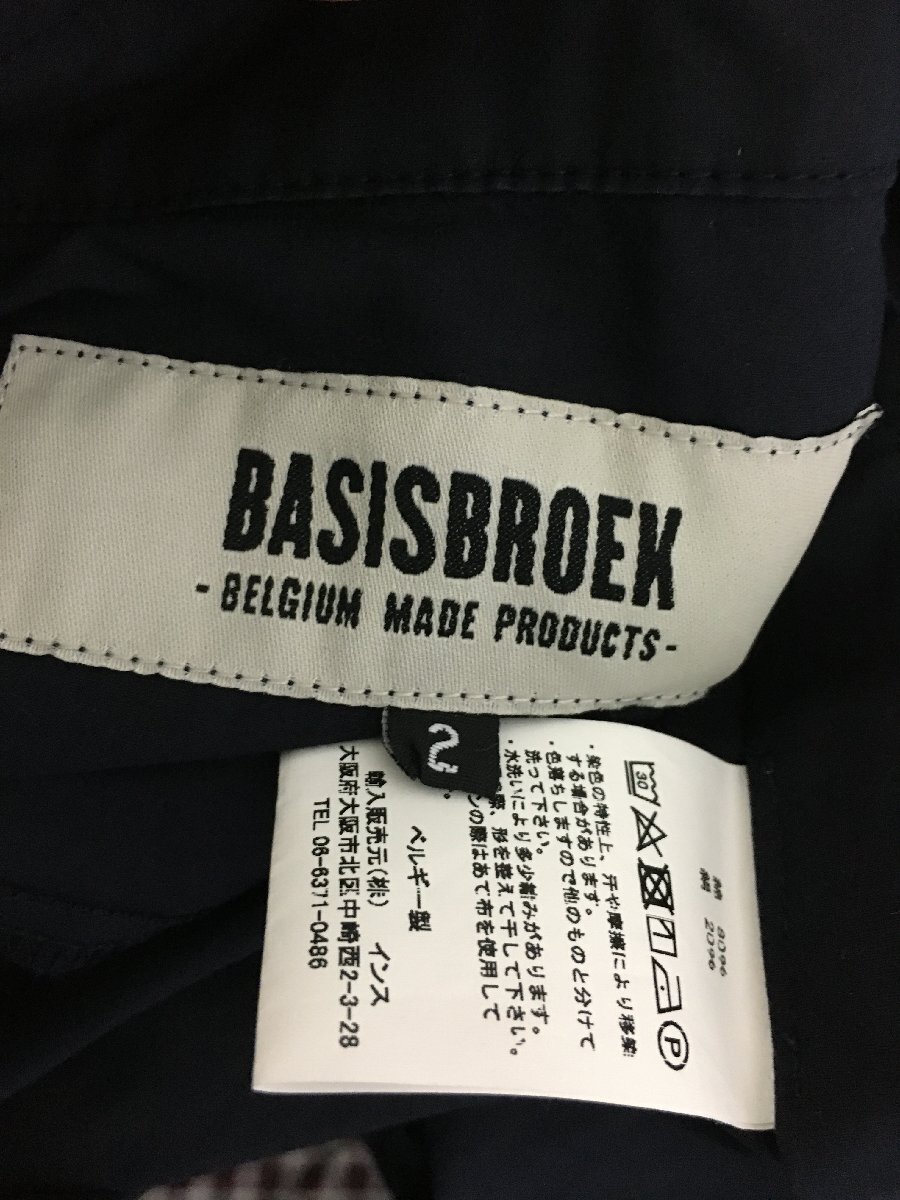 BASISBROEK
- BELGIUM MADE PRODUCTS -
2
80%
20%
30
P
・染色の特性上、汗や摩擦により移染
する場合があります。
・色落ちしますので他のものと分けて
洗って下さい。
・水洗いにより多少縮みがあります。
際、形を整えて干して下さい。
ンの際はあて布を使用して
ベルギー製
輸入販売元(株) インス
大阪府大阪市北区中崎西2-3-28
TEL 06-6371-0486